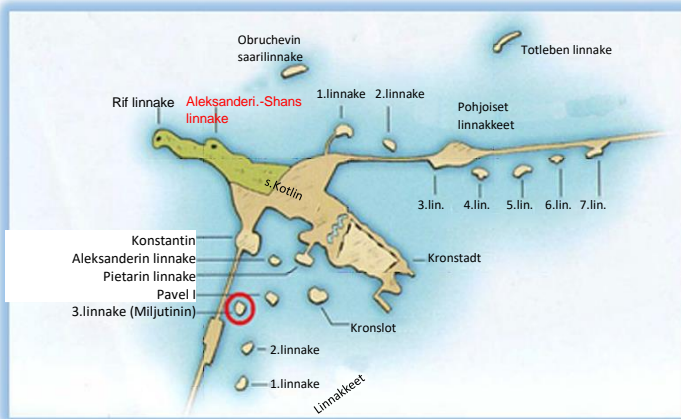 Obruchevin
saarilinnake
Totleben linnake
Rif linnake
Aleksanderi.-Shans
linnake
1.linnake
2.linnake
Pohjoiset
linnakkeet
s.Kotlin
3.lin.
4.lin.
5.lin.
6.lin.
7.lin.
Konstantin
Aleksanderin linnake
Pietarin linnake
Pavel I
3.linnake (Miljutinin)
Kronstadt
Kronslot
2.linnake
1.linnake
Linnakkeet